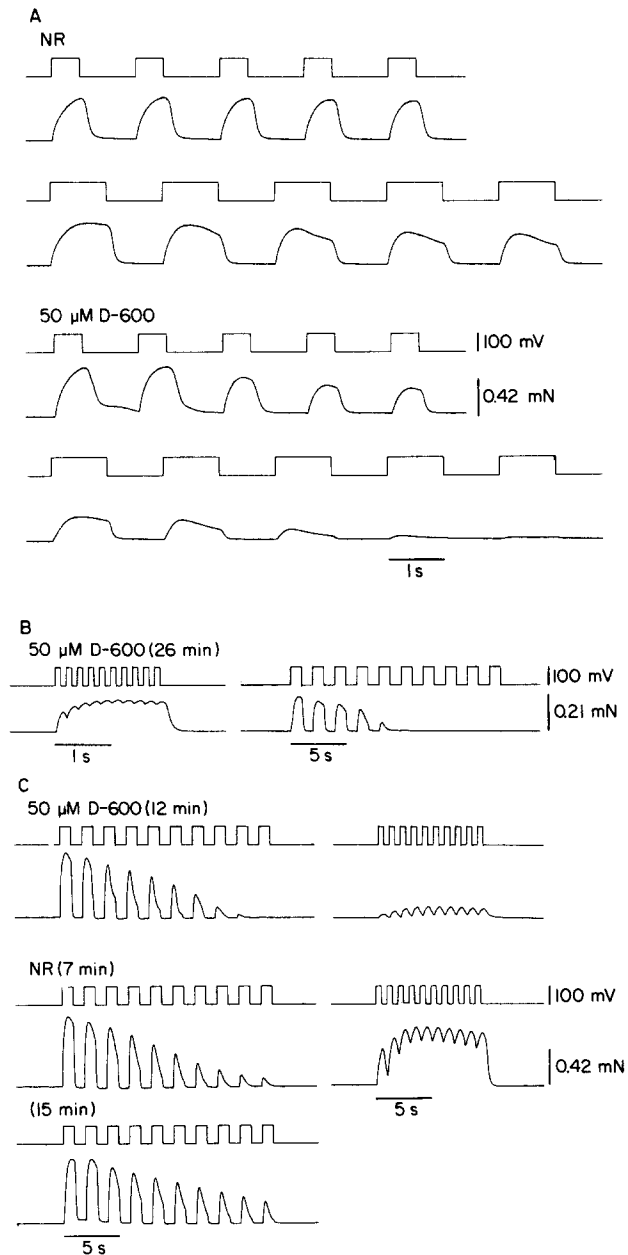 A
NR
50 µM D-600
100 mV
0.42 mN
1s
B
50 µM D-600 (26 min)
100 mV
0.21 mN
1 s
5 s
C
50 µM D-600 (12 min)
NR (7 min)
100 mV
0.42 mN
5 s
(15 min)
5 s